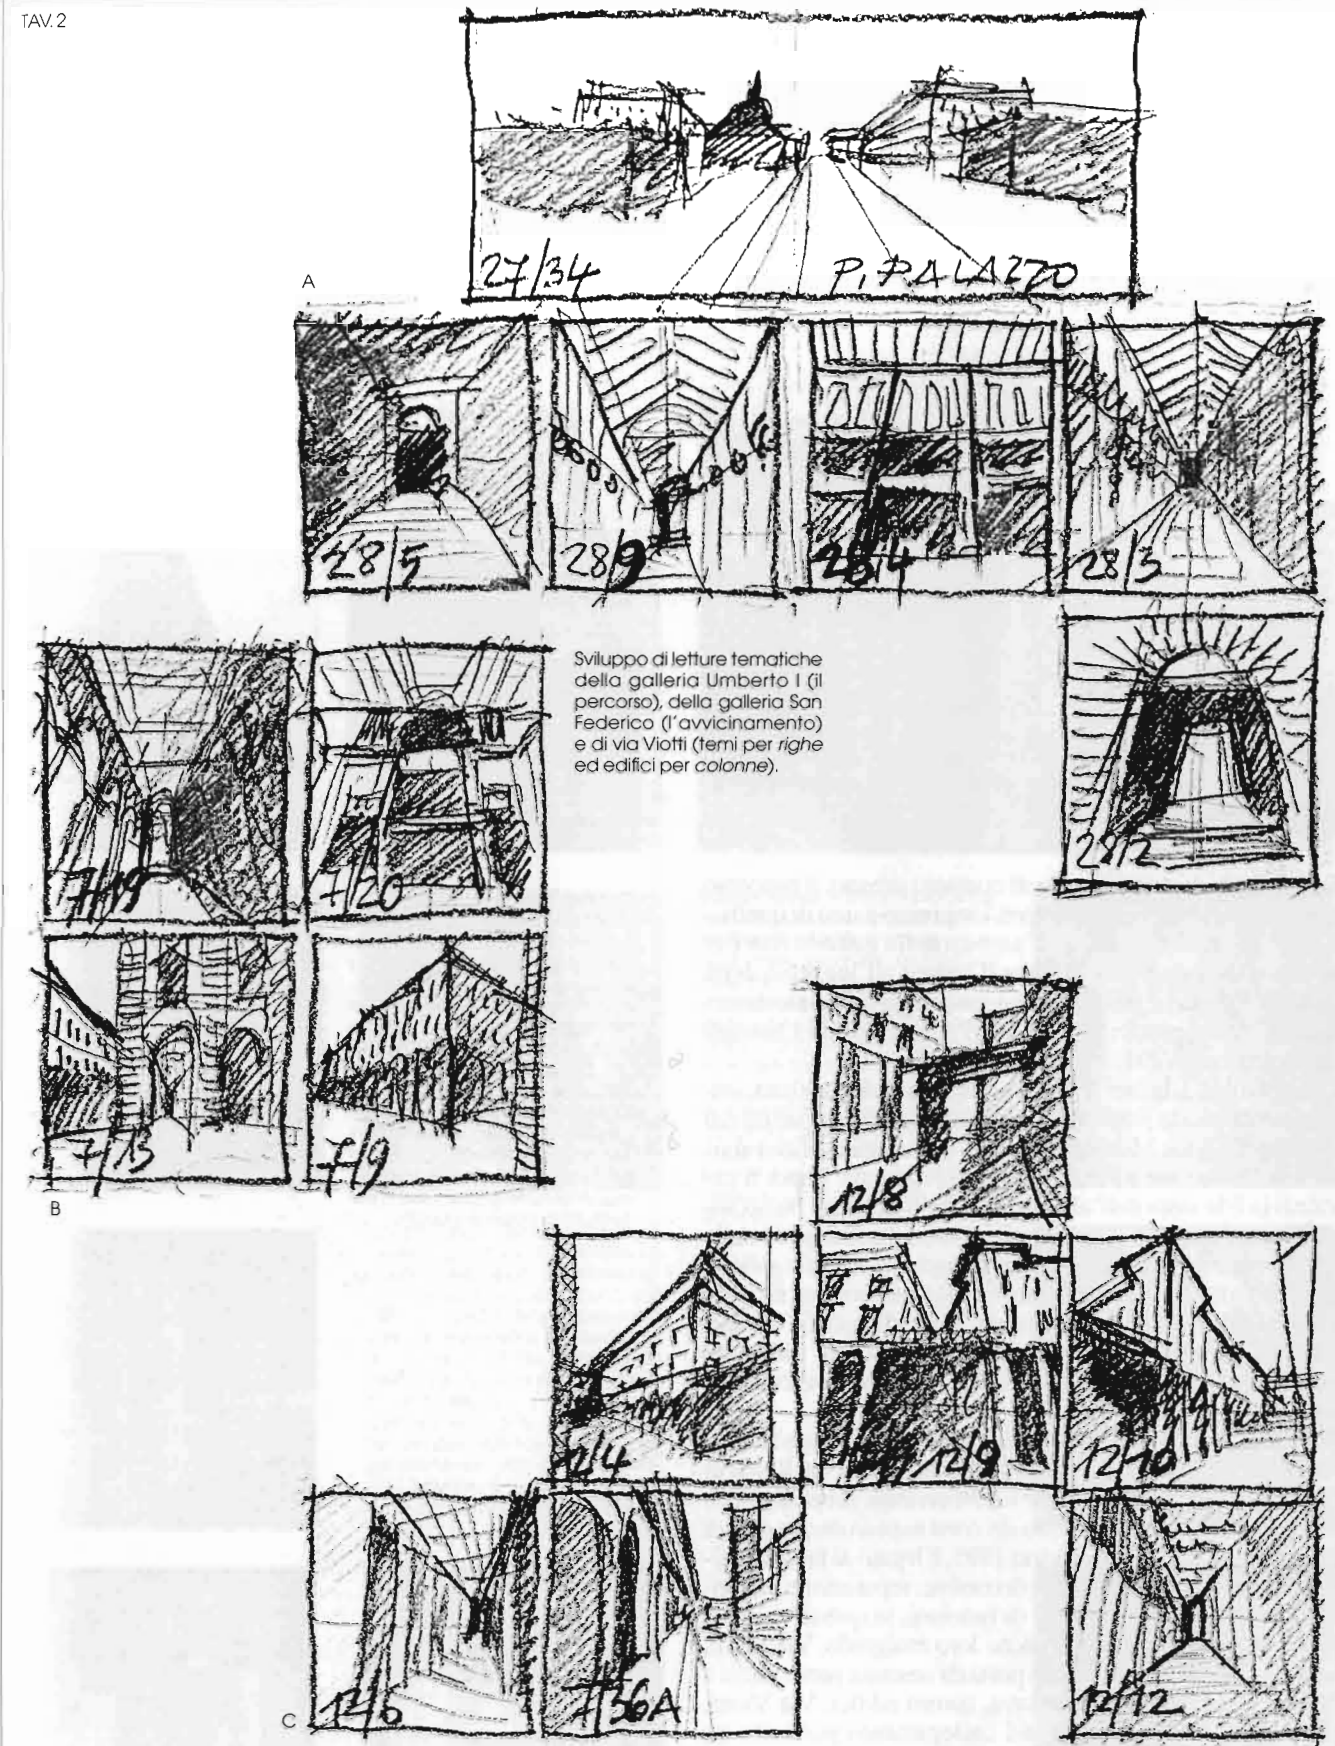 TAV. 2
27/34
P. PALAZZO
A
28/5
28/9
28/4
28/3
Sviluppo di letture tematiche
della galleria Umberto I (il
percorso), della galleria San
Federico (l'avvicinamento)
e di via Viotti (temi per righe
ed edifici per colonne).
28/2
7/19
7/20
7/13
7/9
B
12/8
12/4
12/9
12/10
12/6
7/36A
12/12
C